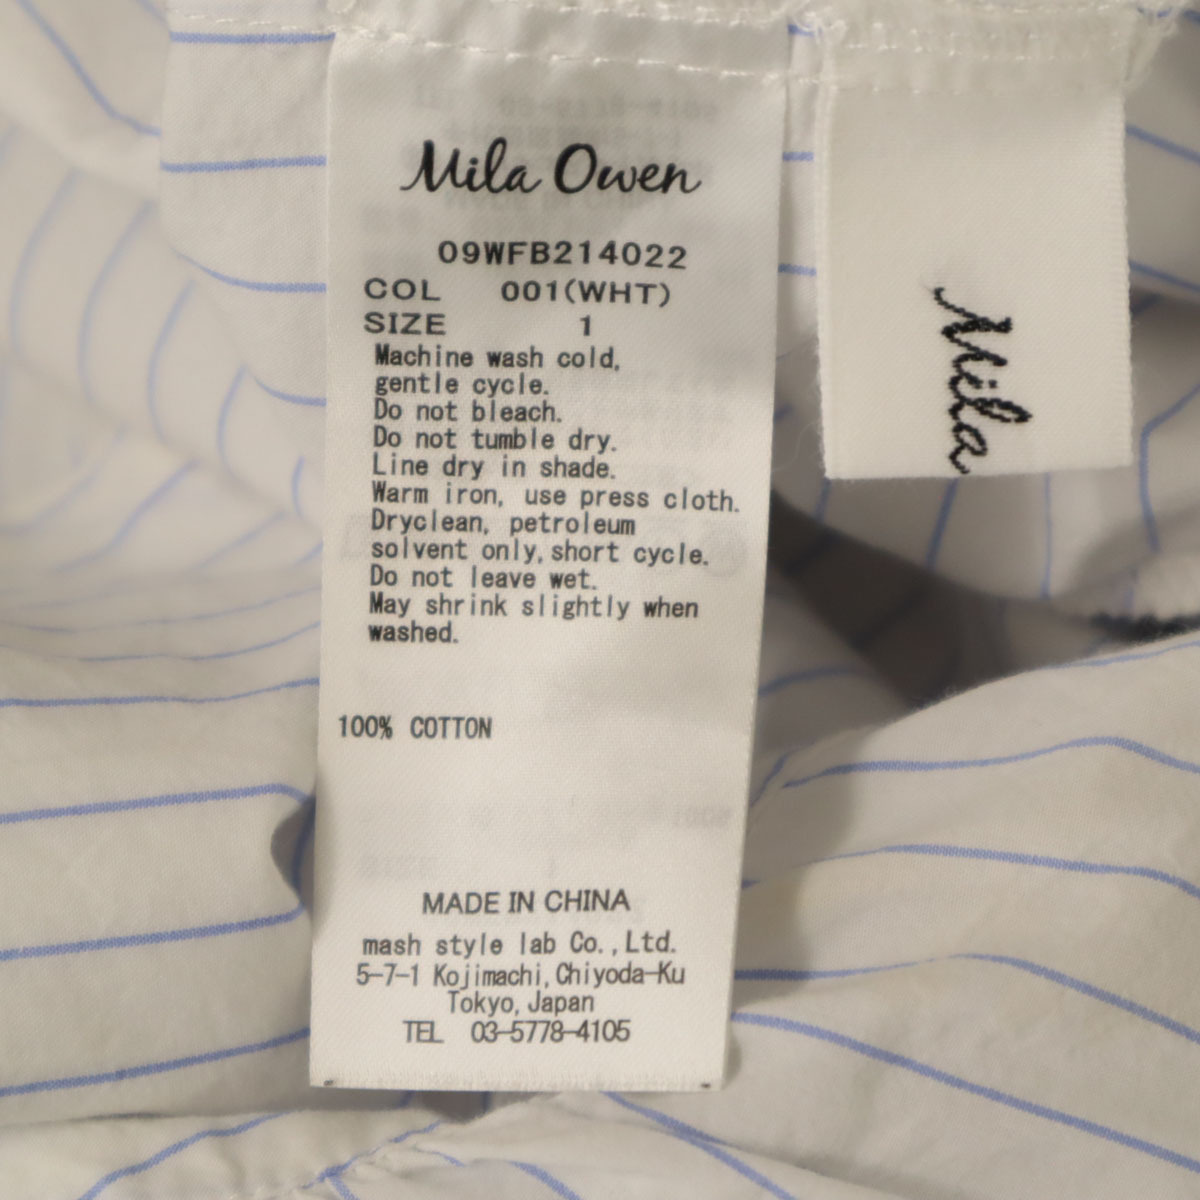 Mila Owen
09WFB214022
COL 001(WHT)
SIZE 1
Machine wash cold,
gentle cycle.
Do not bleach.
Do not tumble dry.
Line dry in shade.
Warm iron, use press cloth.
Dryclean, petroleum
solvent only, short cycle.
Do not leave wet.
May shrink slightly when
washed.
100% COTTON
MADE IN CHINA
mash style lab Co.,Ltd.
5-7-1 Kojimachi, Chiyoda-Ku
Tokyo, Japan
TEL 03-5778-4105
Mila